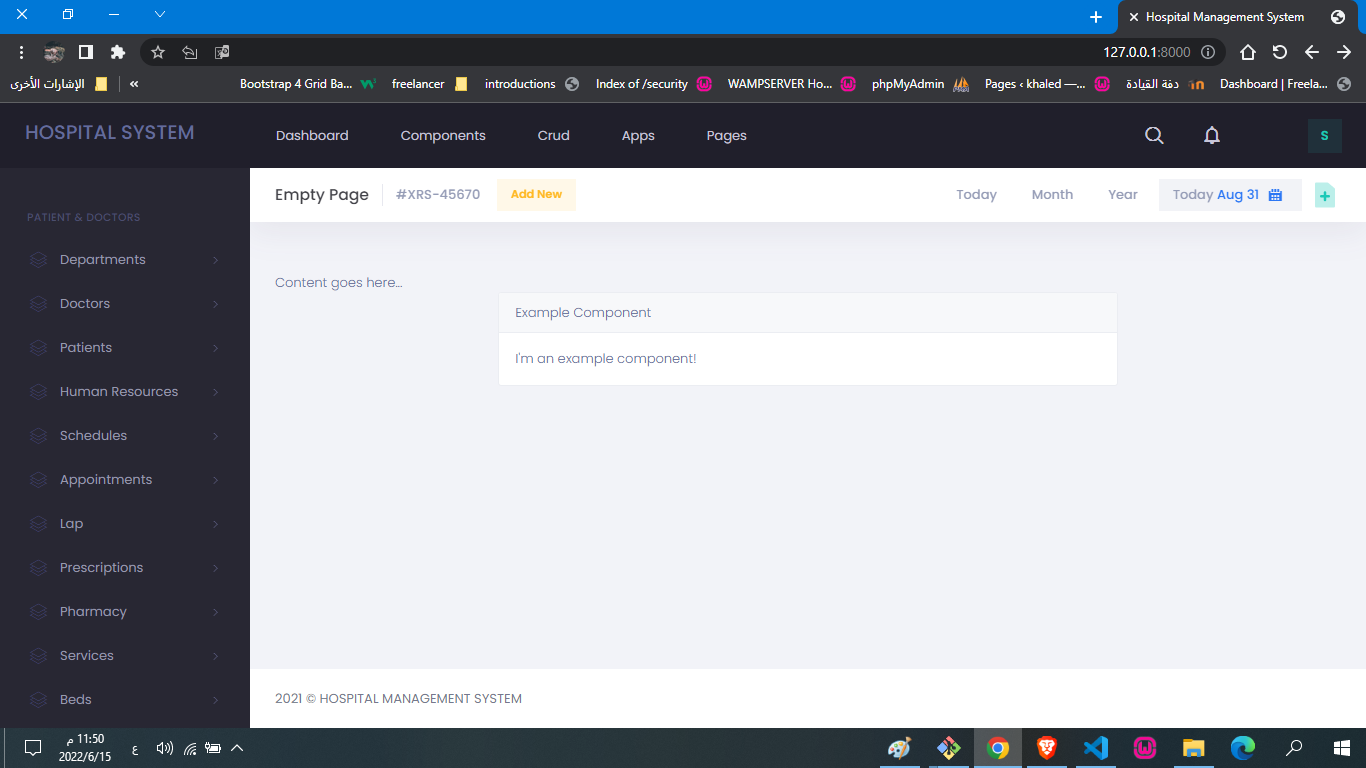 Hospital Management System
127.0.0.1:8000
الإشارات الأخرى
«
Bootstrap 4 Grid Ba...
freelancer
introductions
Index of /security
WAMPSERVER Ho...
phpMyAdmin
Pages ‹ khaled —...
دفة القيادة
Dashboard | Freela...
HOSPITAL SYSTEM
Dashboard
Components
Crud
Apps
Pages
S
Empty Page
#XRS-45670
Add New
Today
Month
Year
Today Aug 31
PATIENT & DOCTORS
Departments
Doctors
Patients
Human Resources
Schedules
Appointments
Lap
Prescriptions
Pharmacy
Services
Beds
Content goes here...
Example Component
I'm an example component!
2021 © HOSPITAL MANAGEMENT SYSTEM
11:50 م
2022/6/15
ع